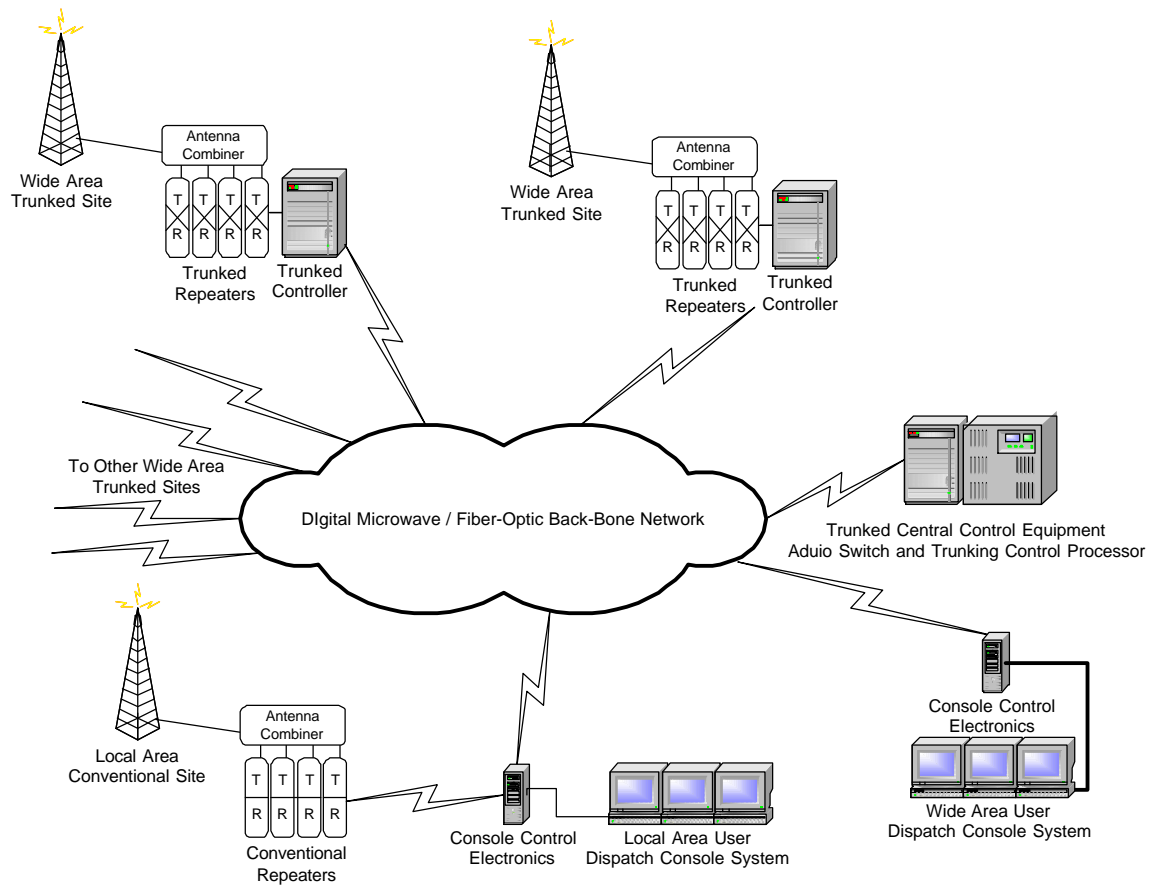 Antenna
Combiner
Wide Area
Trunked Site
T T T T
R R R R
Trunked
Repeaters
Trunked
Controller
Antenna
Combiner
Wide Area
Trunked Site
T T T T
R R R R
Trunked
Repeaters
Trunked
Controller
To Other Wide Area
Trunked Sites
DIgital Microwave / Fiber-Optic Back-Bone Network
Trunked Central Control Equipment
Aduio Switch and Trunking Control Processor
Local Area
Conventional Site
Antenna
Combiner
T T T T
R R R R
Conventional
Repeaters
Console Control
Electronics
Local Area User
Dispatch Console System
Console Control
Electronics
Wide Area User
Dispatch Console System